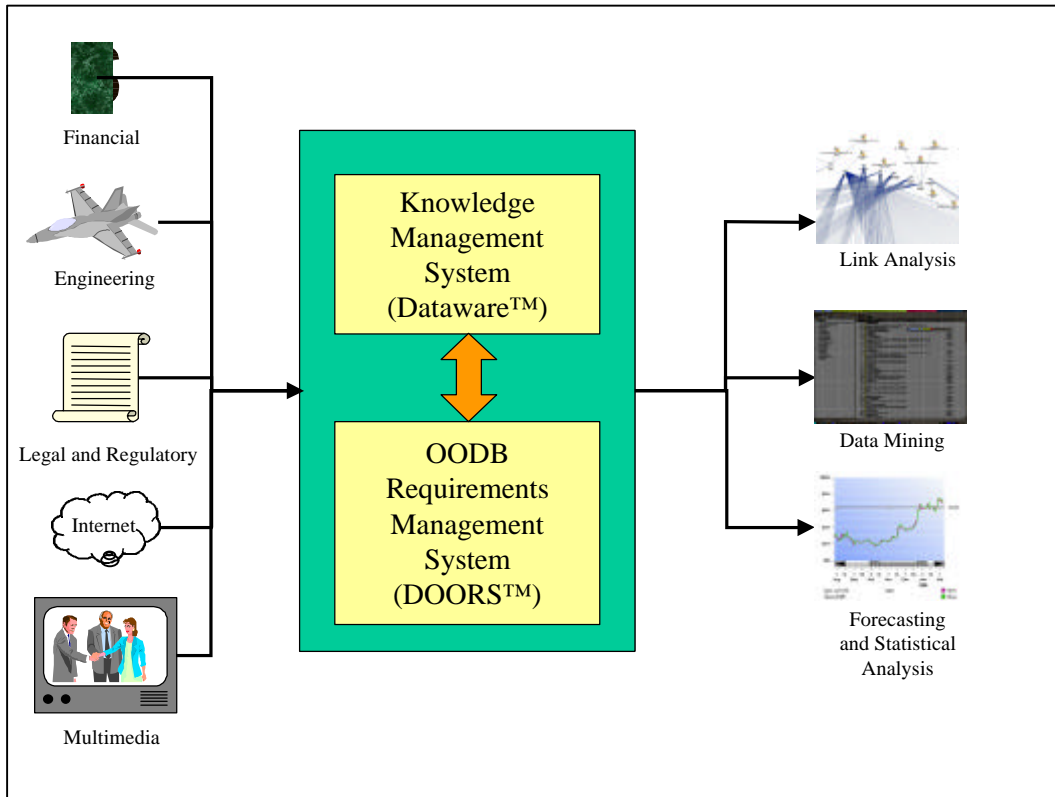 Financial
Engineering
Legal and Regulatory
Internet
Multimedia
Knowledge
Management
System
(Dataware™)
OODB
Requirements
Management
System
(DOORS™)
Link Analysis
Data Mining
Forecasting
and Statistical
Analysis